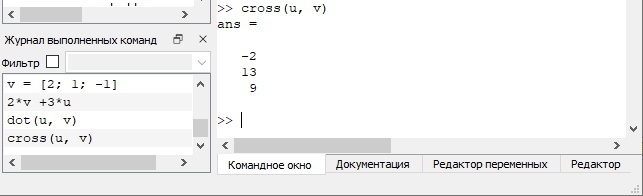 Журнал выполненных команд
Фильтр
v = [2; 1; -1]
2*v +3*u
dot(u, v)
cross(u, v)
>> cross(u, v)
ans =
-2
13
9
>>
Командное окно
Документация
Редактор переменных
Редактор